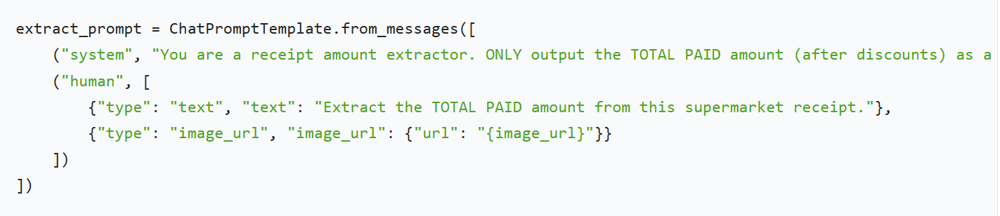 extract_prompt = ChatPromptTemplate.from_messages([
    ("system", "You are a receipt amount extractor. ONLY output the TOTAL PAID amount (after discounts) as a
    ("human", [
        {"type": "text", "text": "Extract the TOTAL PAID amount from this supermarket receipt."},
        {"type": "image_url", "image_url": {"url": "{image_url}"}}
    ])
])